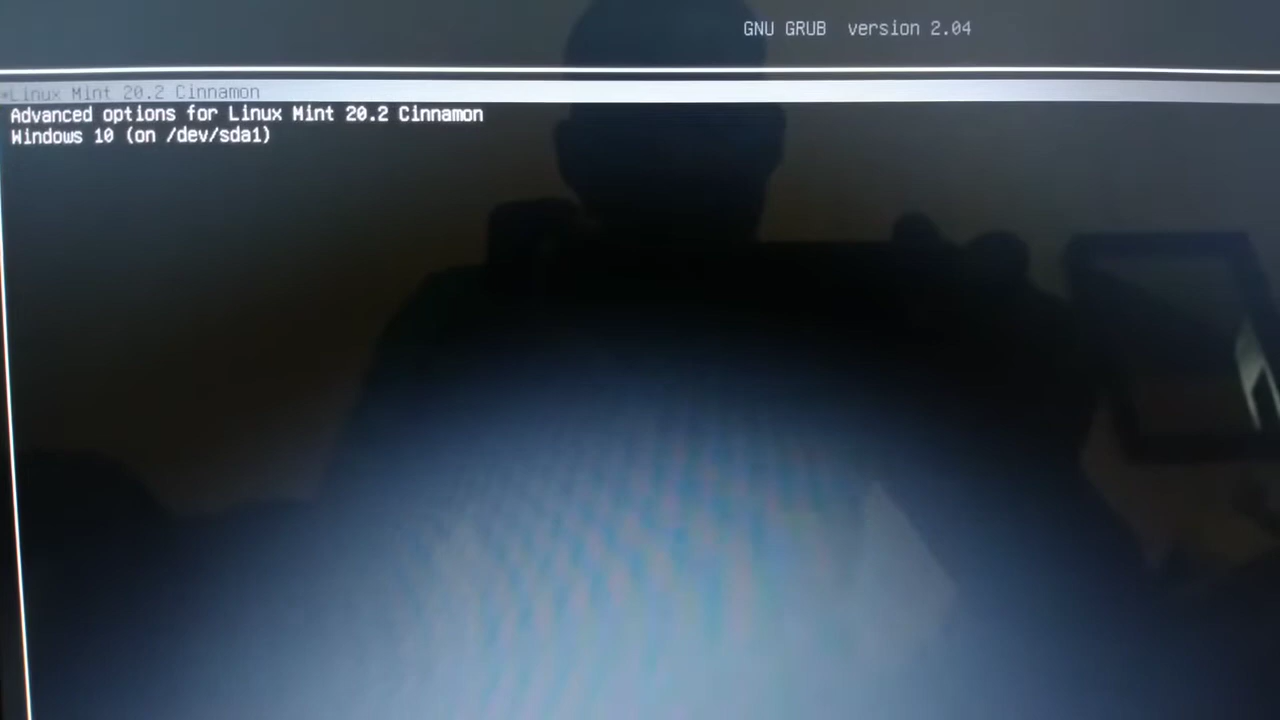 GNU GRUB  version 2.04
*Linux Mint 20.2 Cinnamon
Advanced options for Linux Mint 20.2 Cinnamon
Windows 10 (on /dev/sda1)